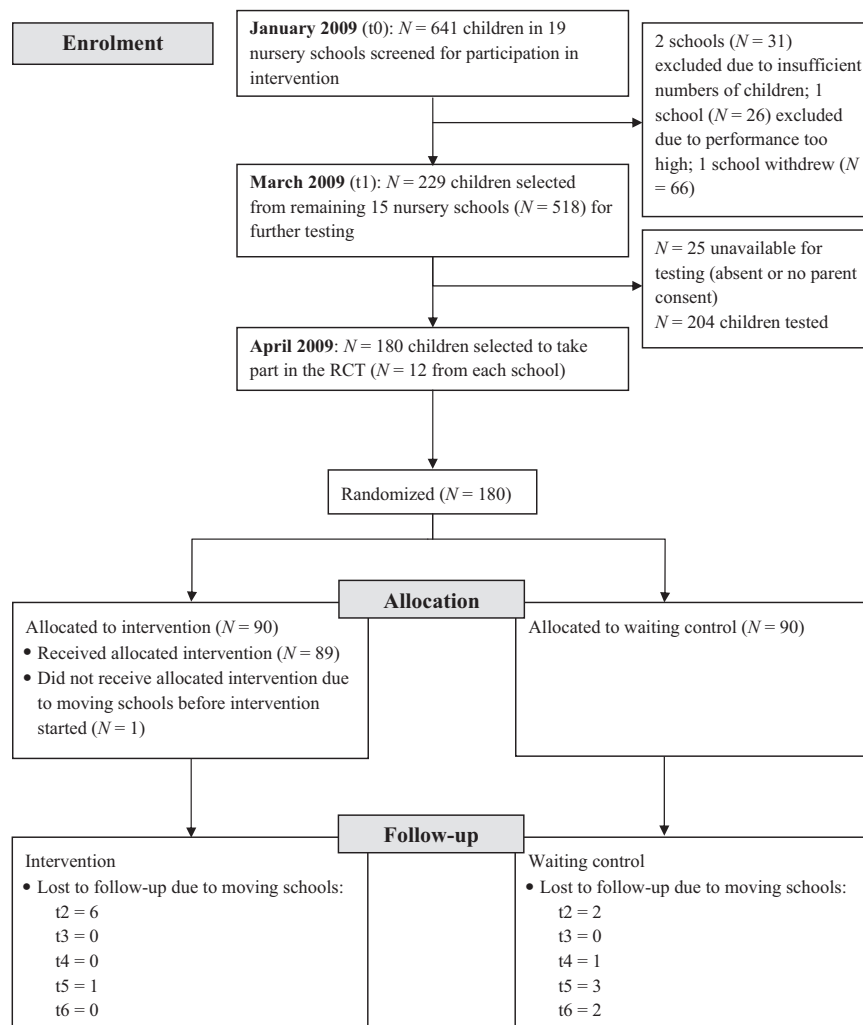 Enrolment
January 2009 (t0): N = 641 children in 19
nursery schools screened for participation in
intervention
2 schools (N = 31)
excluded due to insufficient
numbers of children; 1
school (N = 26) excluded
due to performance too
high; 1 school withdrew (N
= 66)
March 2009 (t1): N = 229 children selected
from remaining 15 nursery schools (N = 518) for
further testing
N = 25 unavailable for
testing (absent or no parent
consent)
N = 204 children tested
April 2009: N = 180 children selected to take
part in the RCT (N = 12 from each school)
Randomized (N = 180)
Allocation
Allocated to intervention (N = 90)
• Received allocated intervention (N = 89)
• Did not receive allocated intervention due
to moving schools before intervention
started (N = 1)
Allocated to waiting control (N = 90)
Follow-up
Intervention
• Lost to follow-up due to moving schools:
t2 = 6
t3 = 0
t4 = 0
t5 = 1
t6 = 0
Waiting control
• Lost to follow-up due to moving schools:
t2 = 2
t3 = 0
t4 = 1
t5 = 3
t6 = 2